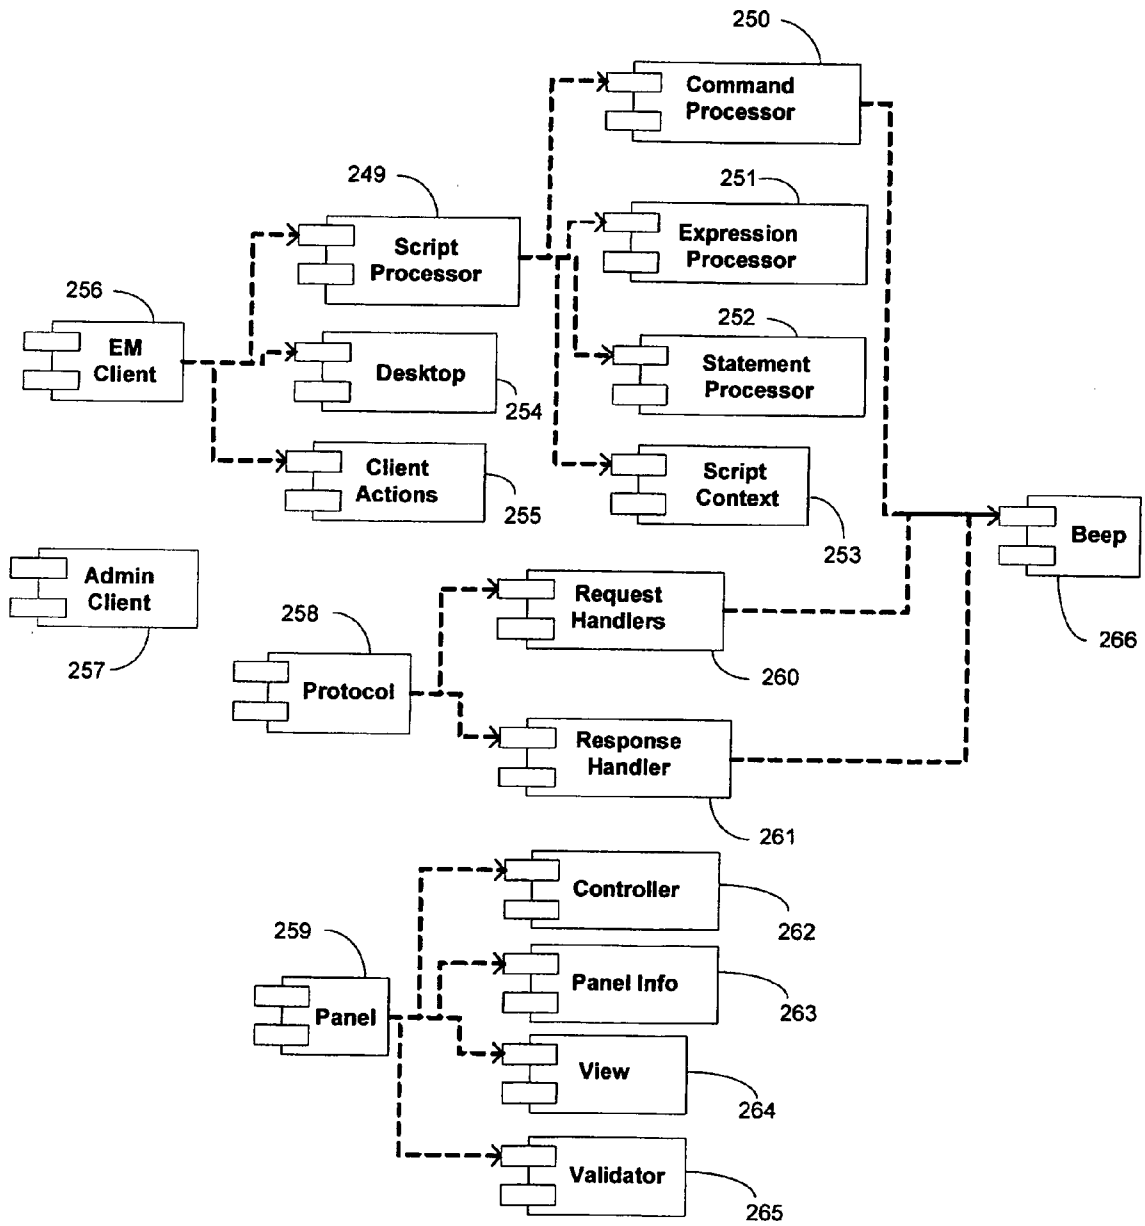 250
Command
Processor
249
Script
Processor
251
Expression
Processor
256
EM
Client
Desktop
254
252
Statement
Processor
Client
Actions
255
Script
Context
253
Beep
266
Admin
Client
257
258
Protocol
Request
Handlers
260
Response
Handler
261
259
Panel
Controller
262
Panel Info
263
View
264
Validator
265